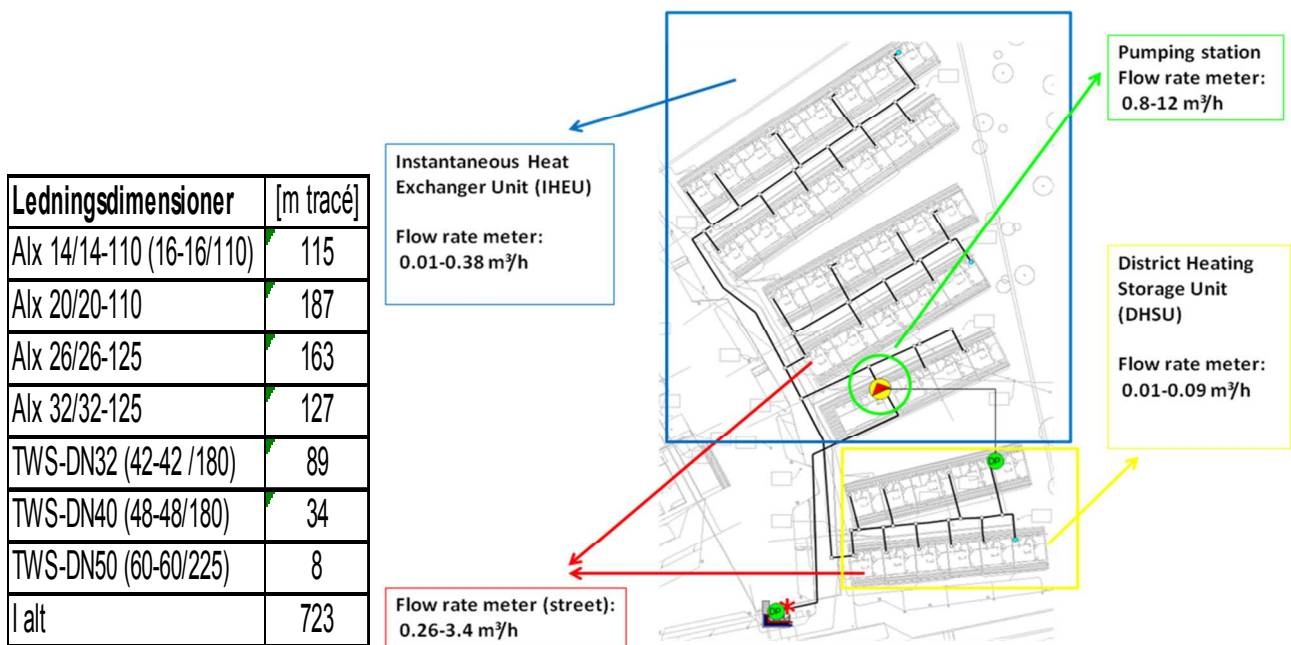 Ledningsdimensioner [m tracé]
Alx 14/14-110 (16-16/110) 115
Alx 20/20-110 187
Alx 26/26-125 163
Alx 32/32-125 127
TWS-DN32 (42-42 /180) 89
TWS-DN40 (48-48/180) 34
TWS-DN50 (60-60/225) 8
I alt 723
Instantaneous Heat
Exchanger Unit (IHEU)
Flow rate meter:
0.01-0.38 m³/h
Pumping station
Flow rate meter:
0.8-12 m³/h
District Heating
Storage Unit
(DHSU)
Flow rate meter:
0.01-0.09 m³/h
DP
DP
*
Flow rate meter (street):
0.26-3.4 m³/h